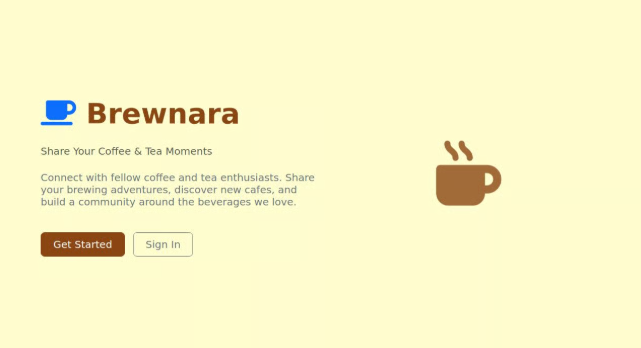 Brewnara
Share Your Coffee & Tea Moments
Connect with fellow coffee and tea enthusiasts. Share
your brewing adventures, discover new cafes, and
build a community around the beverages we love.
Get Started
Sign In